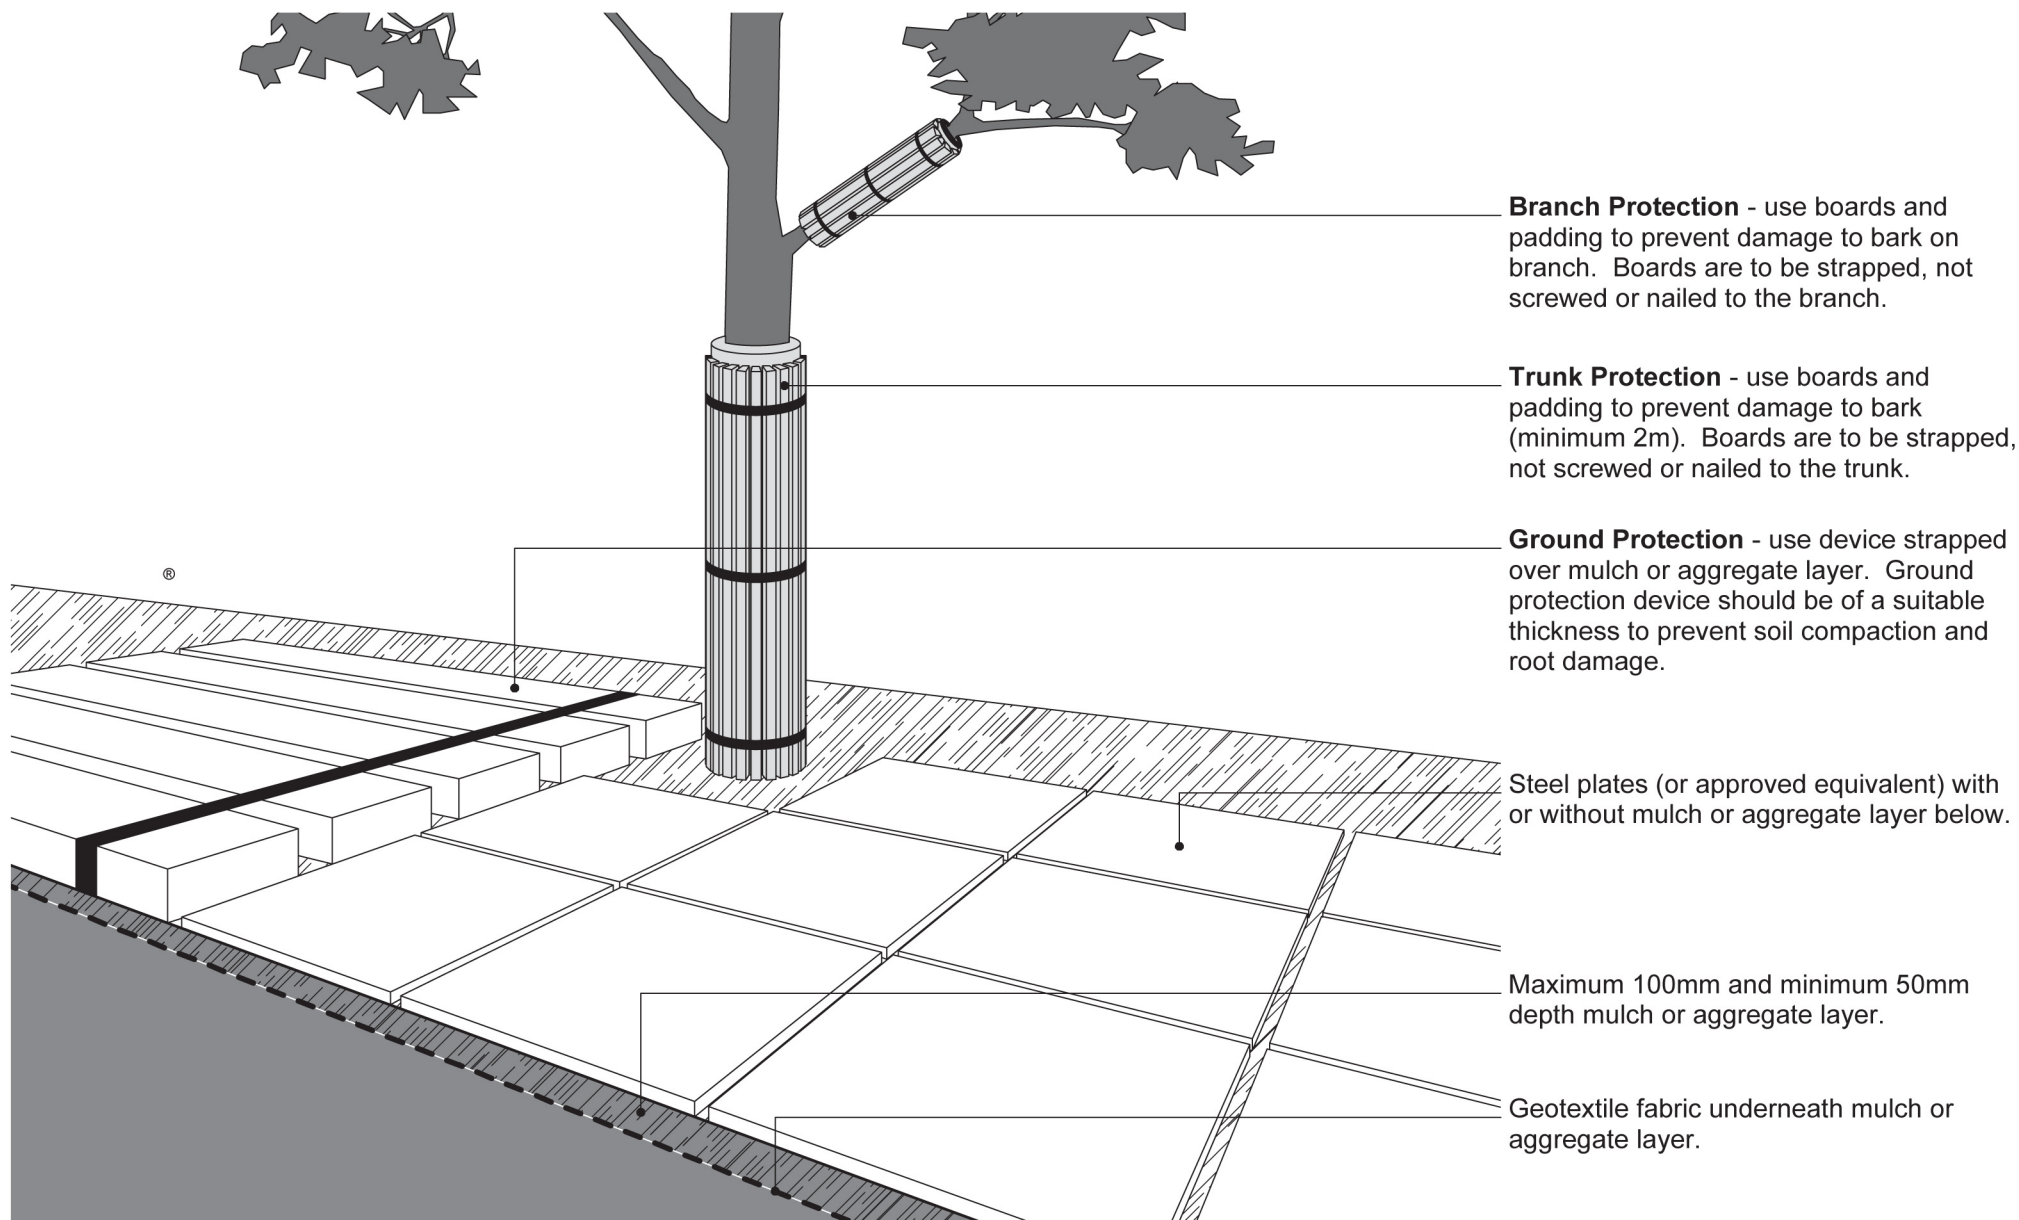 Branch Protection - use boards and
padding to prevent damage to bark on
branch. Boards are to be strapped, not
screwed or nailed to the branch.
Trunk Protection - use boards and
padding to prevent damage to bark
(minimum 2m). Boards are to be strapped,
not screwed or nailed to the trunk.
Ground Protection - use device strapped
over mulch or aggregate layer. Ground
protection device should be of a suitable
thickness to prevent soil compaction and
root damage.
®
Steel plates (or approved equivalent) with
or without mulch or aggregate layer below.
Maximum 100mm and minimum 50mm
depth mulch or aggregate layer.
Geotextile fabric underneath mulch or
aggregate layer.